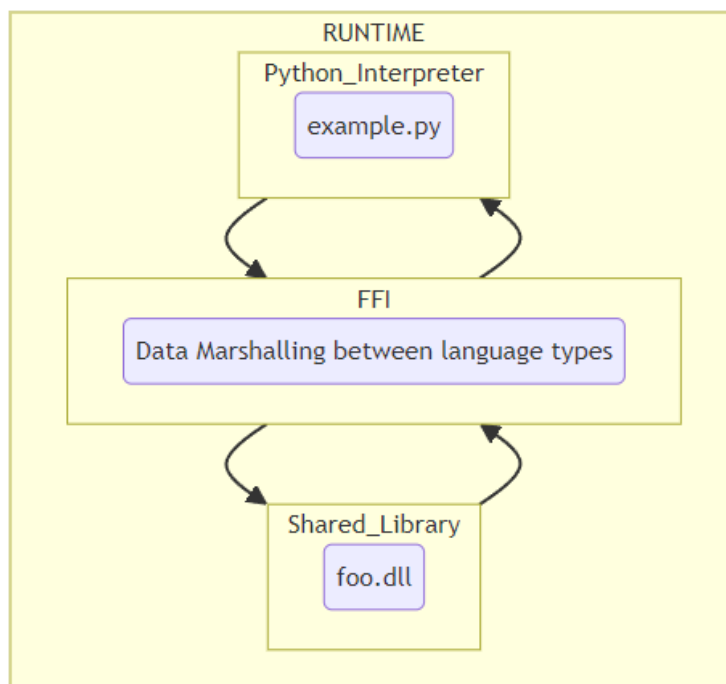 RUNTIME
Python_Interpreter
example.py
FFI
Data Marshalling between language types
Shared_Library
foo.dll